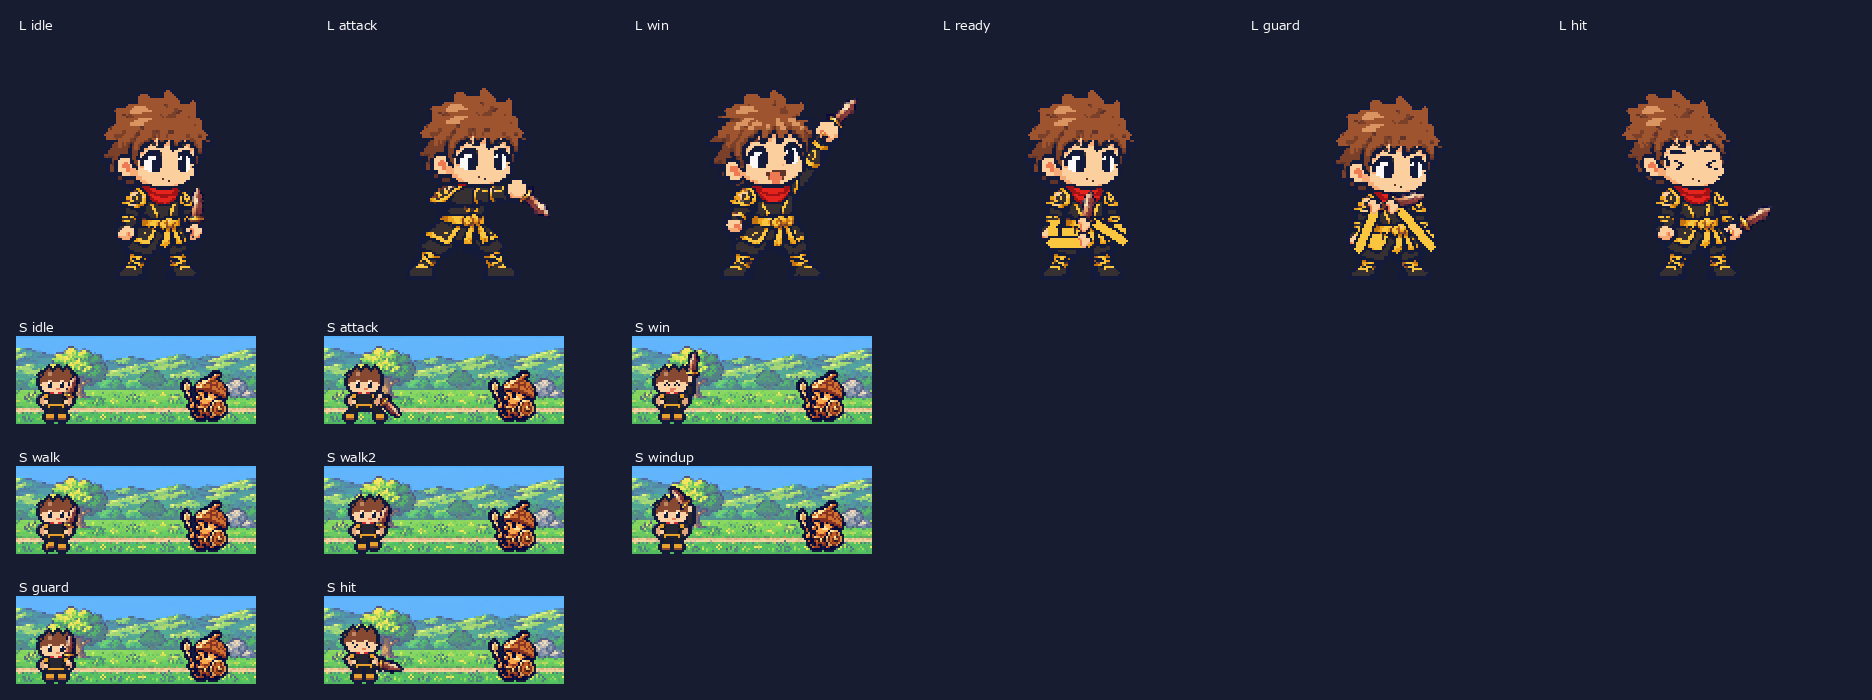 L idle
L attack
L win
L ready
L guard
L hit
S idle
S attack
S win
S walk
S walk2
S windup
S guard
S hit